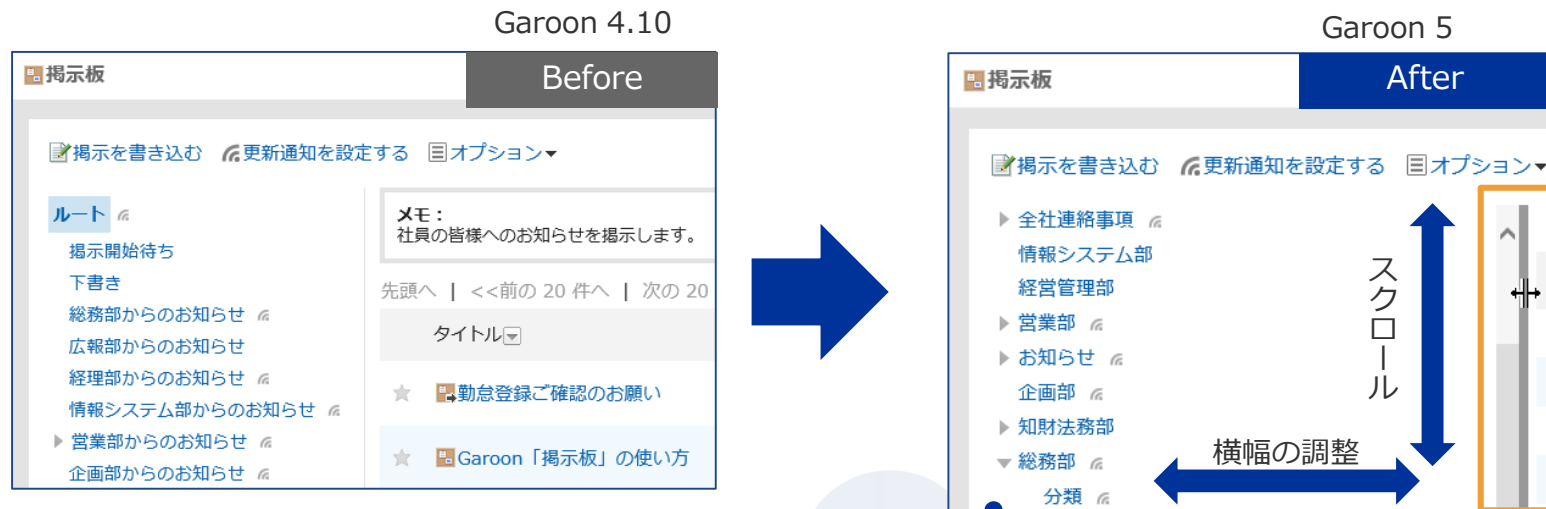 Garoon 4.10
掲示板
Before
掲示を書き込む 更新通知を設定する オプション
ルート
掲示開始待ち
下書き
総務部からのお知らせ
広報部からのお知らせ
経理部からのお知らせ
情報システム部からのお知らせ
営業部からのお知らせ
企画部からのお知らせ
メモ：
社員の皆様へのお知らせを掲示します。
先頭へ | <<前の 20 件へ | 次の 20
タイトル
勤怠登録ご確認のお願い
Garoon「掲示板」の使い方
Garoon 5
掲示板
After
掲示を書き込む 更新通知を設定する オプション
全社連絡事項
情報システム部
経営管理部
営業部
お知らせ
企画部
知財法務部
総務部
分類
スクロール
横幅の調整